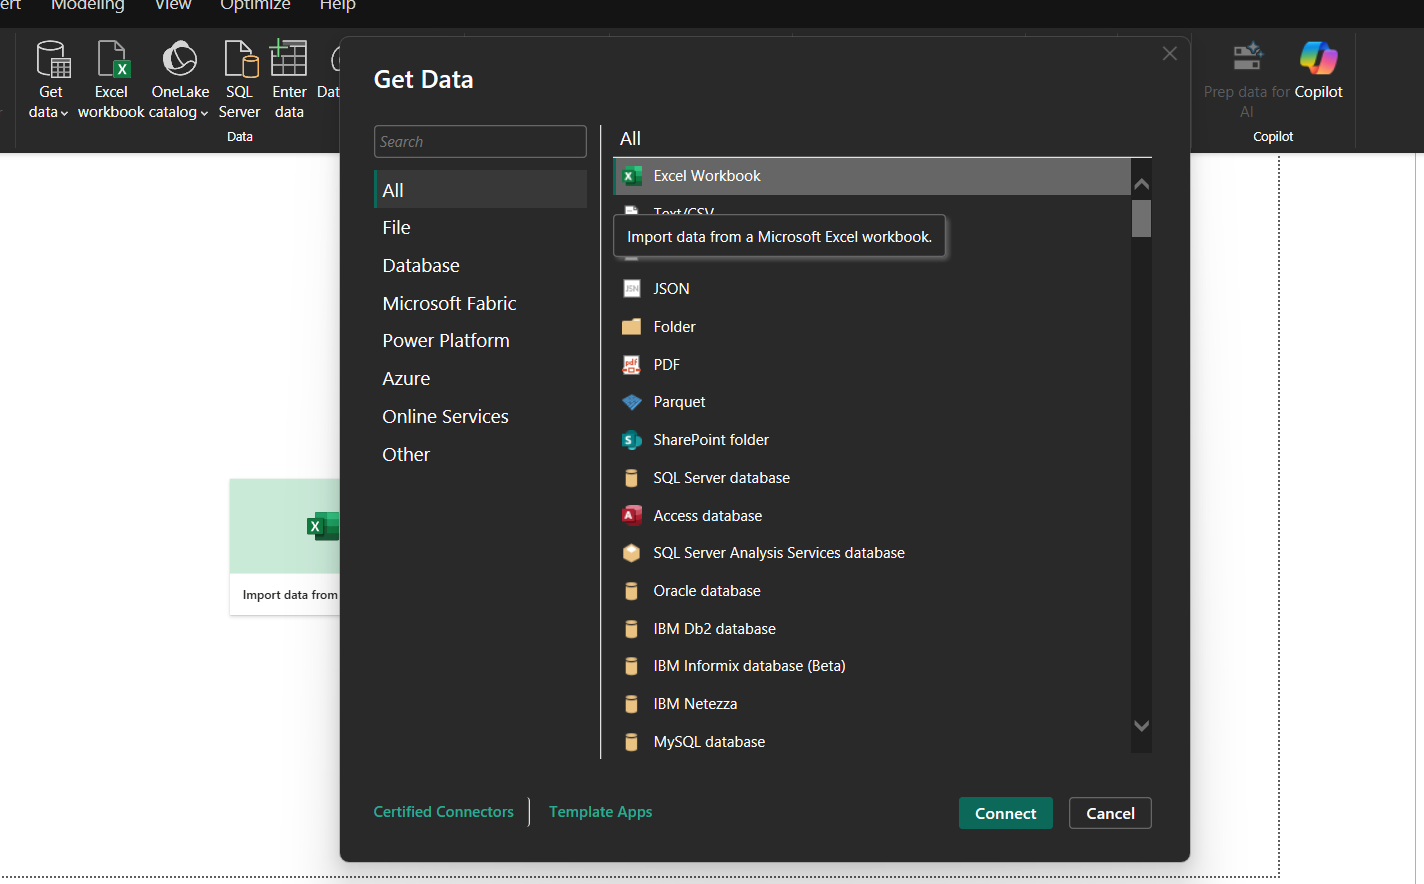 ert Modeling View Optimize Help
Get data
Excel workbook
OneLake catalog
SQL Server
Enter data
Dat
Data
Prep data for AI
Copilot
Copilot
Get Data
Search
All
File
Database
Microsoft Fabric
Power Platform
Azure
Online Services
Other
All
Excel Workbook
Text/CSV
Import data from a Microsoft Excel workbook.
JSON
Folder
PDF
Parquet
SharePoint folder
SQL Server database
Access database
SQL Server Analysis Services database
Oracle database
IBM Db2 database
IBM Informix database (Beta)
IBM Netezza
MySQL database
Import data from
Certified Connectors
Template Apps
Connect
Cancel